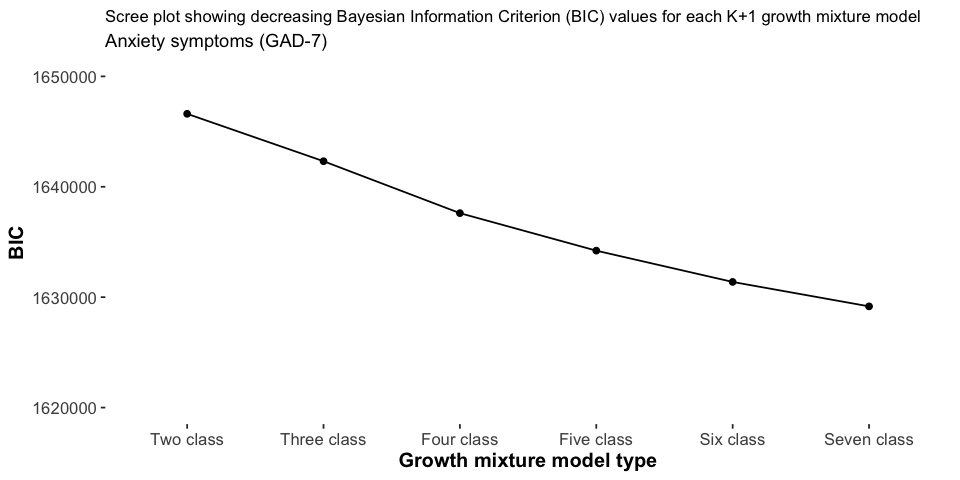 Scree plot showing decreasing Bayesian Information Criterion (BIC) values for each K+1 growth mixture model
Anxiety symptoms (GAD-7)
1650000
1640000
1630000
1620000
BIC
Two class
Three class
Four class
Five class
Six class
Seven class
Growth mixture model type